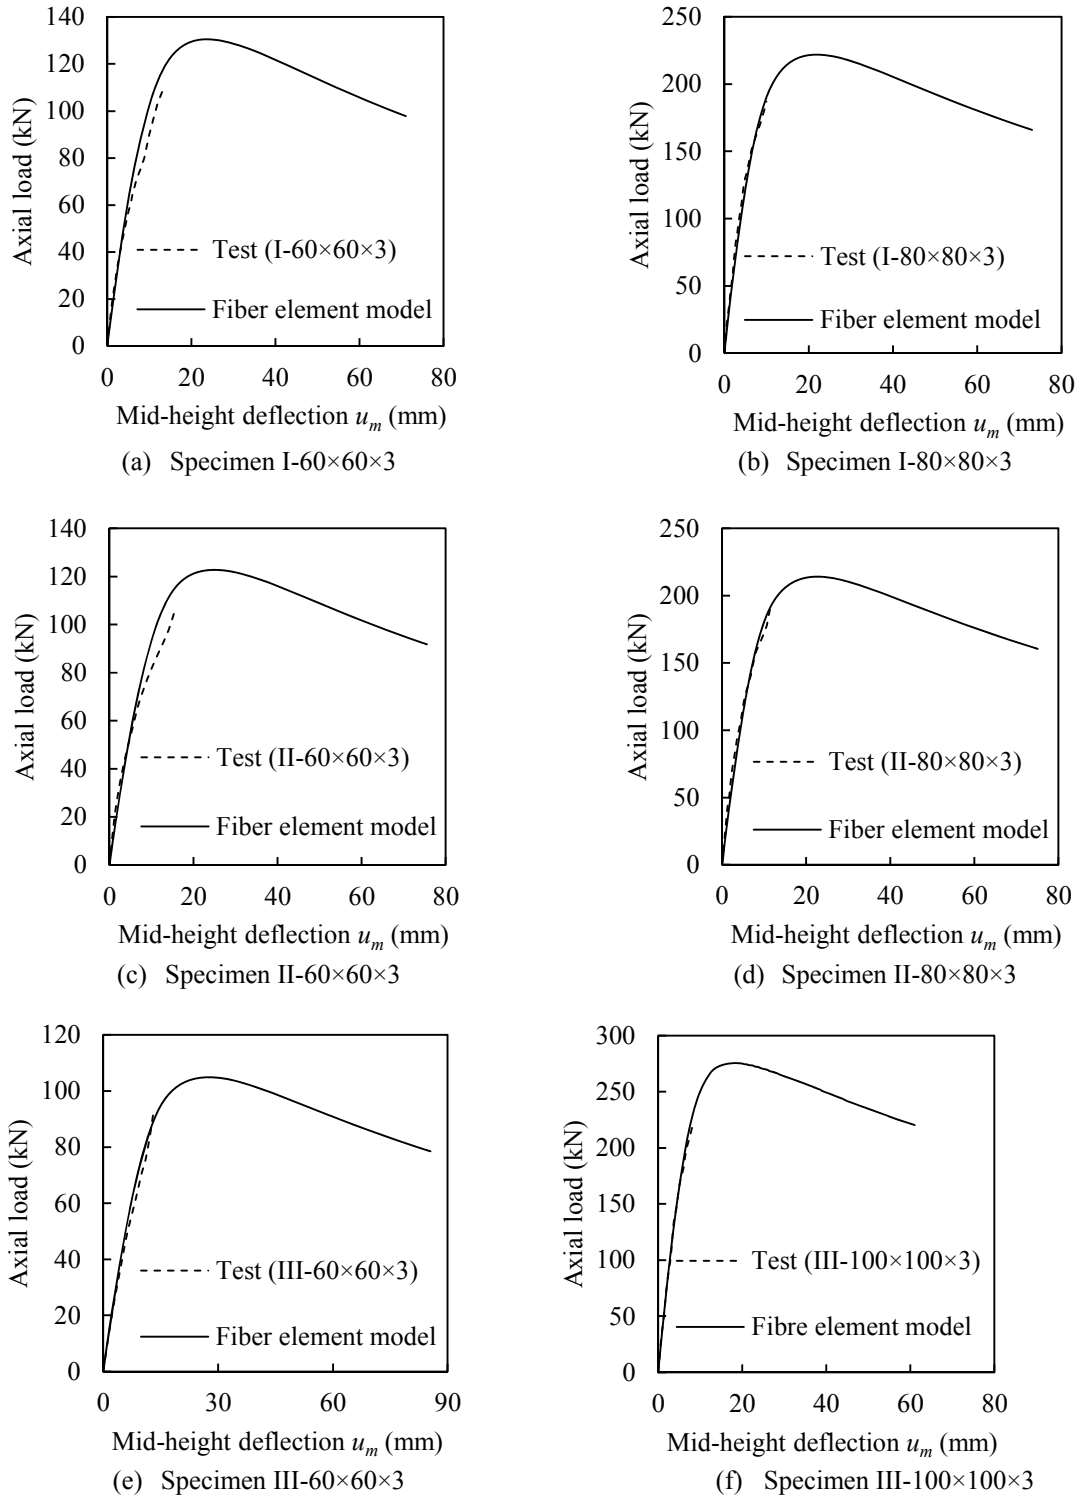 140
120
100
80
60
40
20
0
Axial load (kN)
Test (I-60×60×3)
Fiber element model
0 20 40 60 80
Mid-height deflection u_m (mm)
(a) Specimen I-60×60×3
250
200
150
100
50
0
Axial load (kN)
Test (I-80×80×3)
Fiber element model
0 20 40 60 80
Mid-height deflection u_m (mm)
(b) Specimen I-80×80×3
140
120
100
80
60
40
20
0
Axial load (kN)
Test (II-60×60×3)
Fiber element model
0 20 40 60 80
Mid-height deflection u_m (mm)
(c) Specimen II-60×60×3
250
200
150
100
50
0
Axial load (kN)
Test (II-80×80×3)
Fiber element model
0 20 40 60 80
Mid-height deflection u_m (mm)
(d) Specimen II-80×80×3
120
100
80
60
40
20
0
Axial load (kN)
Test (III-60×60×3)
Fiber element model
0 30 60 90
Mid-height deflection u_m (mm)
(e) Specimen III-60×60×3
300
250
200
150
100
50
0
Axial load (kN)
Test (III-100×100×3)
Fibre element model
0 20 40 60 80
Mid-height deflection u_m (mm)
(f) Specimen III-100×100×3